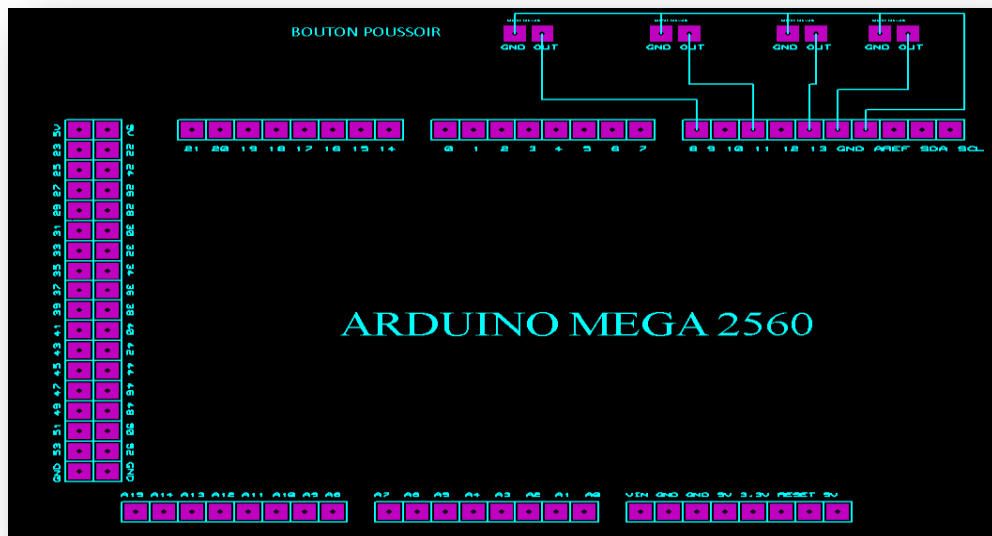 BOUTON POUSSOIR
GND OUT GND OUT GND OUT GND OUT
21 20 19 18 17 16 15 14
0 1 2 3 4 5 6 7
8 9 10 11 12 13 GND AREF SDA SCL
5V 5V
23 22
25 24
27 26
29 28
31 30
33 32
35 34
37 36
39 38
41 40
43 42
45 44
47 46
49 48
51 50
53 52
GND GND
ARDUINO MEGA 2560
A15 A14 A13 A12 A11 A10 A9 A8
A7 A6 A5 A4 A3 A2 A1 A0
VIN GND GND 5V 3.3V RESET 5V